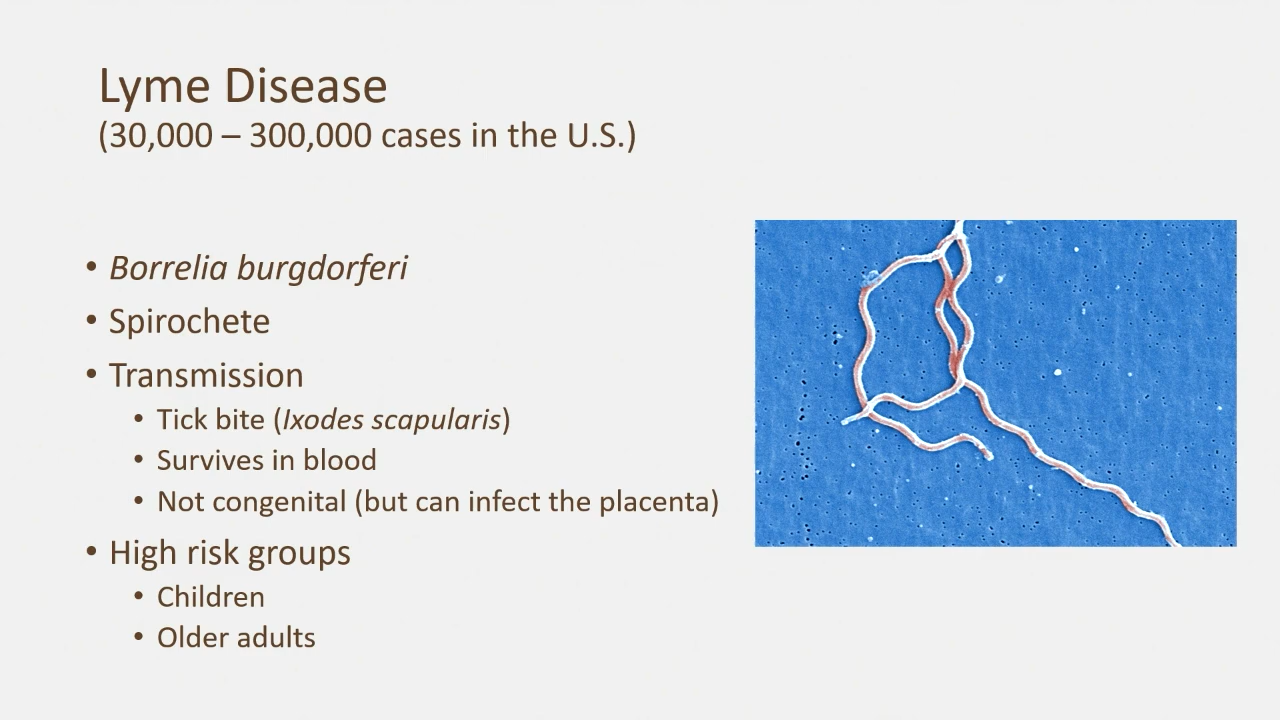 Lyme Disease
(30,000 – 300,000 cases in the U.S.)
• Borrelia burgdorferi
• Spirochete
• Transmission
• Tick bite (Ixodes scapularis)
• Survives in blood
• Not congenital (but can infect the placenta)
• High risk groups
• Children
• Older adults